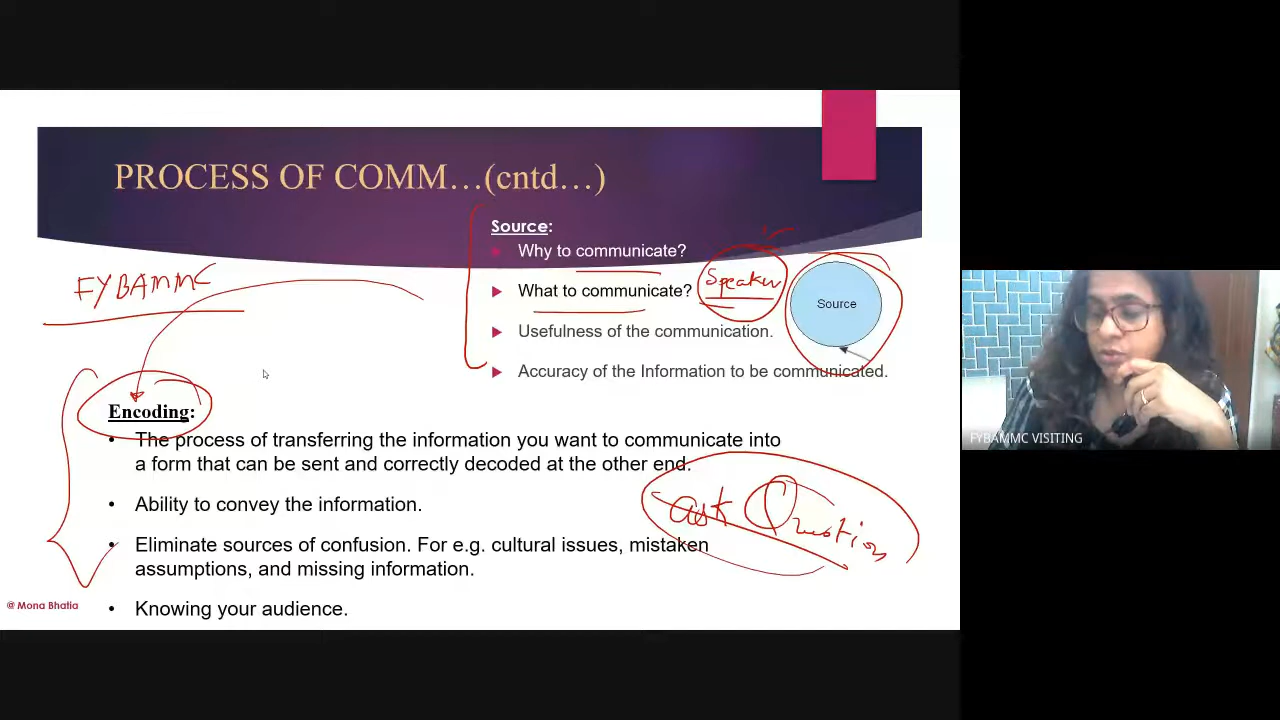 PROCESS OF COMM…(cntd…)
Source:
Why to communicate?
What to communicate?
Speaker
Source
Usefulness of the communication.
Accuracy of the Information to be communicated.
FYBAMMC
Encoding:
• The process of transferring the information you want to communicate into
a form that can be sent and correctly decoded at the other end.
• Ability to convey the information.
ask Question
• Eliminate sources of confusion. For e.g. cultural issues, mistaken
assumptions, and missing information.
• Knowing your audience.
@ Mona Bhatia
FYBAMMC VISITING